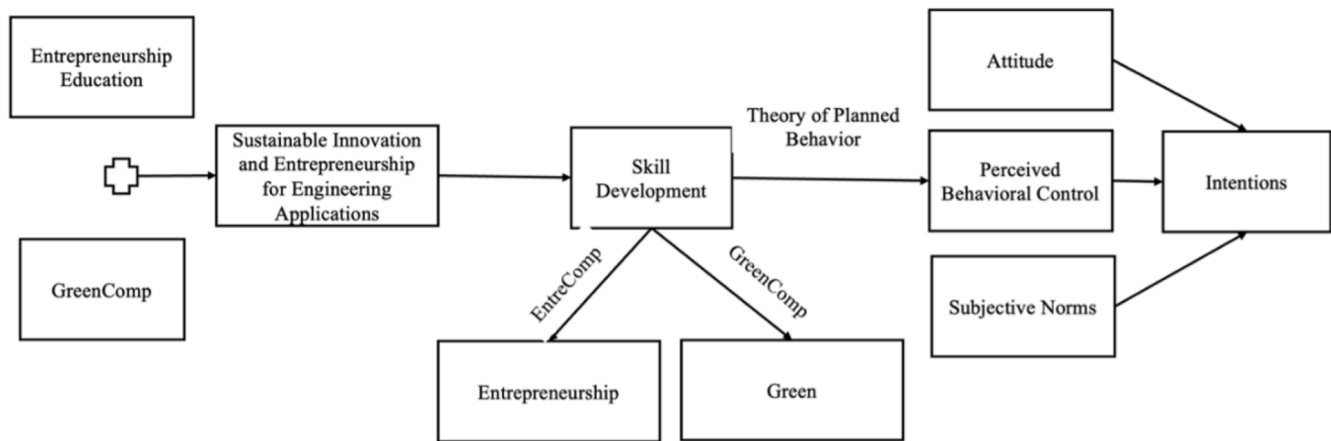 Entrepreneurship
Education
GreenComp
Sustainable Innovation
and Entrepreneurship
for Engineering
Applications
Skill
Development
EntreComp
GreenComp
Entrepreneurship
Green
Theory of Planned
Behavior
Attitude
Perceived
Behavioral Control
Subjective Norms
Intentions